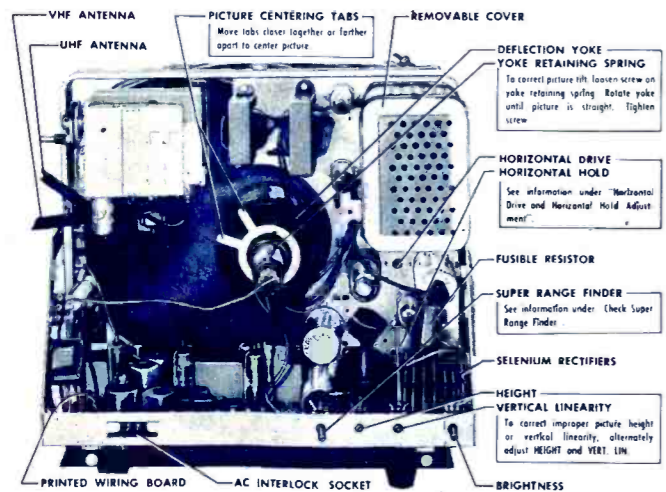 VHF ANTENNA
UHF ANTENNA
PICTURE CENTERING TABS
Move tabs closer together or farther
apart to center picture.
REMOVABLE COVER
DEFLECTION YOKE
YOKE RETAINING SPRING
To correct picture tilt, loosen screw on
yoke retaining spring. Rotate yoke
until picture is straight. Tighten
screw
HORIZONTAL DRIVE
HORIZONTAL HOLD
See information under "Horizontal
Drive and Horizontal Hold Adjust-
ment".
FUSIBLE RESISTOR
SUPER RANGE FINDER
See information under Check Super
Range Finder
SELENIUM RECTIFIERS
HEIGHT
VERTICAL LINEARITY
To correct improper picture height
or vertical linearity, alternately
adjust HEIGHT and VERT. LIN.
PRINTED WIRING BOARD
AC INTERLOCK SOCKET
BRIGHTNESS